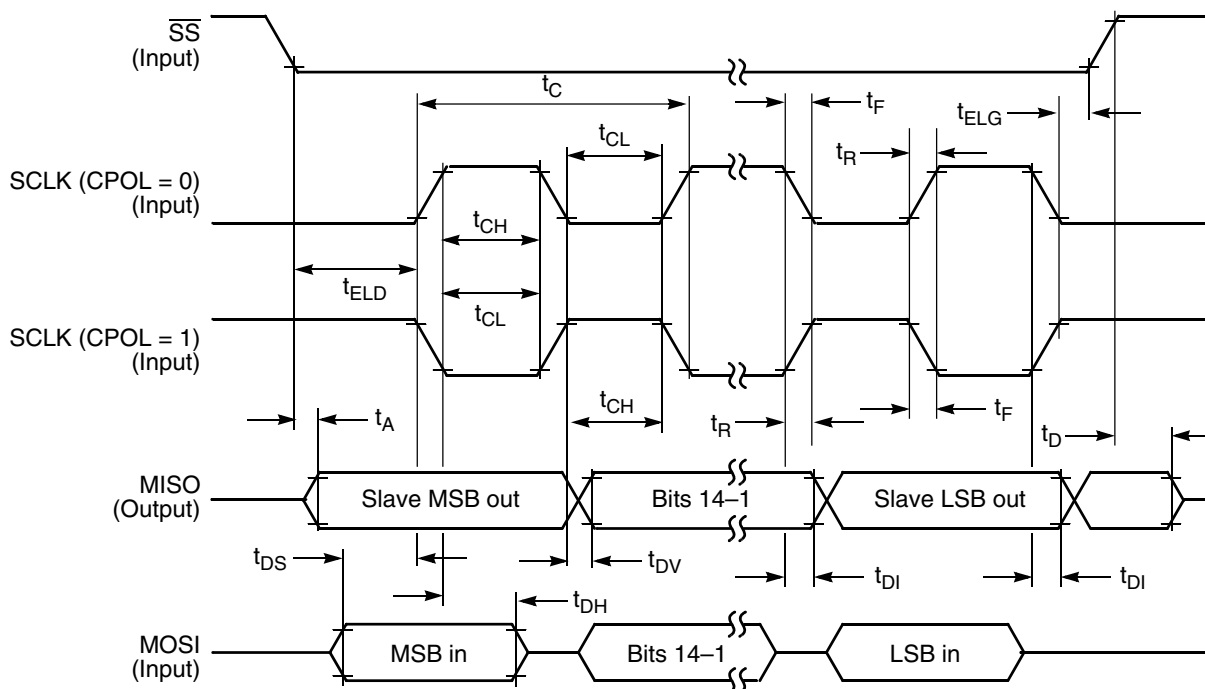 SS
(Input)
tC
tF
tELG
tCL
tR
SCLK (CPOL = 0)
(Input)
tCH
tELD
tCL
SCLK (CPOL = 1)
(Input)
tA
tCH
tR
tF
tD
MISO
(Output)
Slave MSB out
Bits 14–1
Slave LSB out
tDS
tDV
tDI
tDI
tDH
MOSI
(Input)
MSB in
Bits 14–1
LSB in